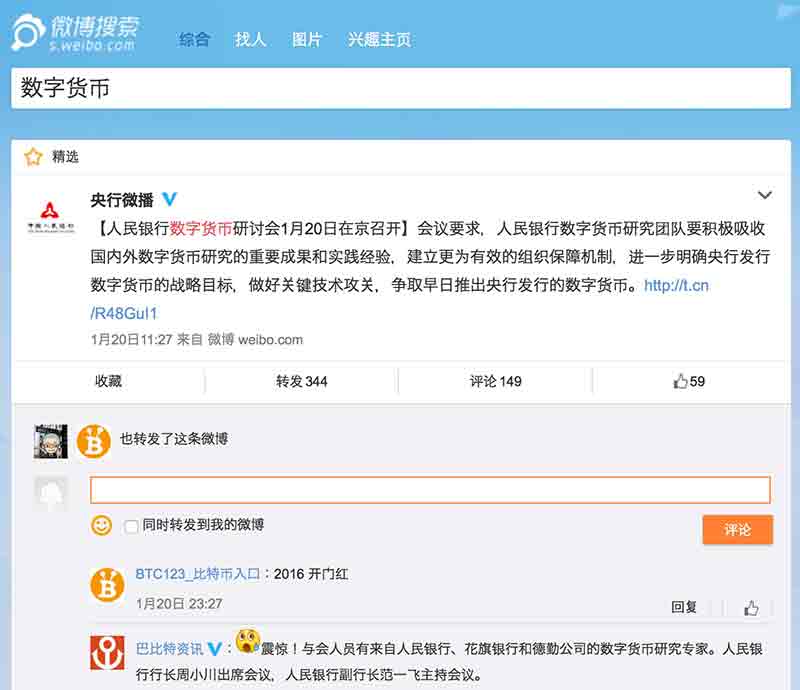 微博搜索
s.weibo.com
综合 找人 图片 兴趣主页
数字货币
精选
央行微播
【人民银行数字货币研讨会1月20日在京召开】会议要求，人民银行数字货币研究团队要积极吸收
国内外数字货币研究的重要成果和实践经验，建立更为有效的组织保障机制，进一步明确央行发行
数字货币的战略目标，做好关键技术攻关，争取早日推出央行发行的数字货币。http://t.cn
/R48GuI1
1月20日11:27 来自 微博 weibo.com
收藏 转发 344 评论 149 59
也转发了这条微博
同时转发到我的微博
评论
BTC123_比特币入口：2016 开门红
1月20日 23:27
回复
巴比特资讯 ：震惊！与会人员有来自人民银行、花旗银行和德勤公司的数字货币研究专家。人民银
行行长周小川出席会议，人民银行副行长范一飞主持会议。